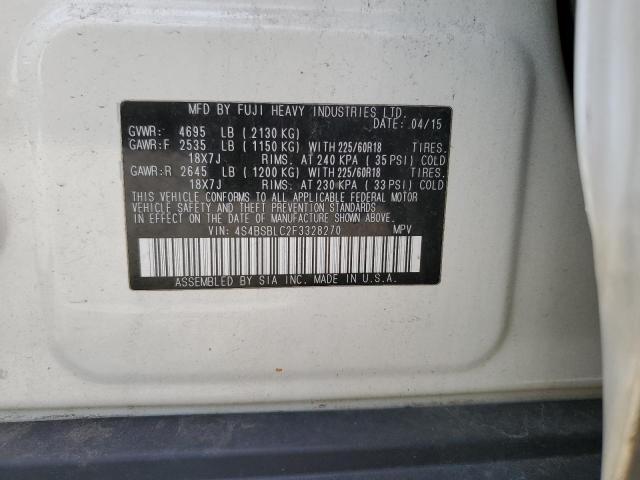 MFD BY FUJI HEAVY INDUSTRIES LTD.
DATE: 04/15
GVWR: 4695 LB ( 2130 KG)
GAWR:F 2535 LB ( 1150 KG) WITH 225/60R18 TIRES.
18X7J RIMS. AT 240 KPA ( 35 PSI) COLD
GAWR:R 2645 LB ( 1200 KG) WITH 225/60R18 TIRES.
18X7J RIMS. AT 230 KPA ( 33 PSI) COLD
THIS VEHICLE CONFORMS TO ALL APPLICABLE FEDERAL MOTOR
VEHICLE SAFETY STANDARDS IN EFFECT ON THE
DATE OF MANUFACTURE SHOWN ABOVE.
VIN: 4S4BSBLC2F3328270 MPV
ASSEMBLED BY SIA INC. MADE IN U.S.A.